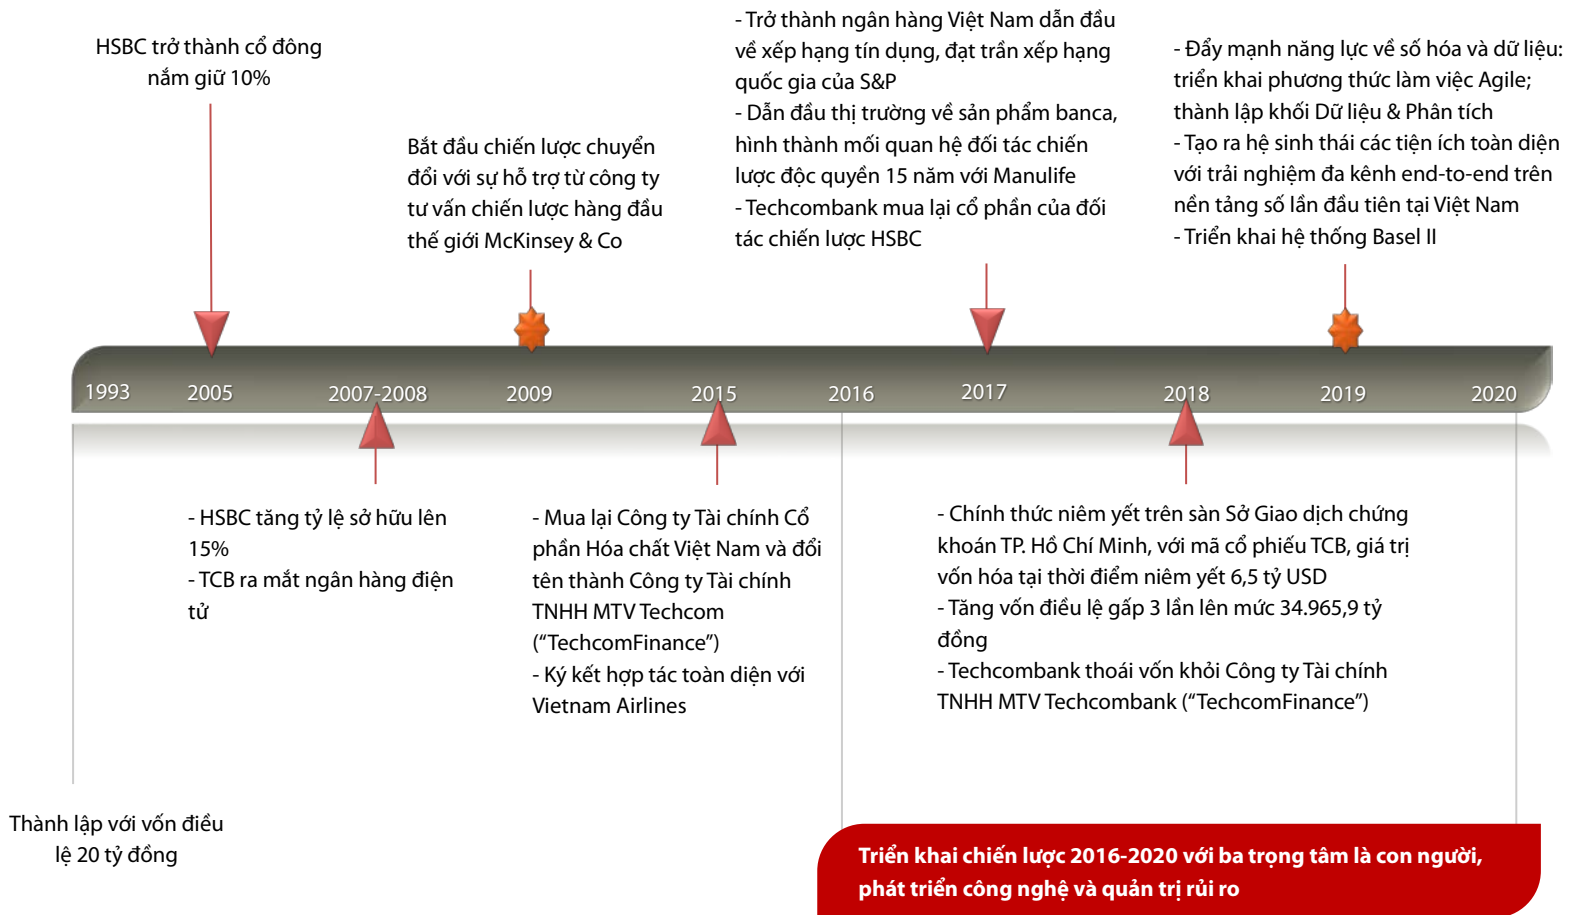 HSBC trở thành cổ đông
nắm giữ 10%
Bắt đầu chiến lược chuyển
đổi với sự hỗ trợ từ công ty
tư vấn chiến lược hàng đầu
thế giới McKinsey & Co
- Trở thành ngân hàng Việt Nam dẫn đầu
về xếp hạng tín dụng, đạt trần xếp hạng
quốc gia của S&P
- Dẫn đầu thị trường về sản phẩm banca,
hình thành mối quan hệ đối tác chiến
lược độc quyền 15 năm với Manulife
- Techcombank mua lại cổ phần của đối
tác chiến lược HSBC
- Đẩy mạnh năng lực về số hóa và dữ liệu:
triển khai phương thức làm việc Agile;
thành lập khối Dữ liệu & Phân tích
- Tạo ra hệ sinh thái các tiện ích toàn diện
với trải nghiệm đa kênh end-to-end trên
nền tảng số lần đầu tiên tại Việt Nam
- Triển khai hệ thống Basel II
1993 2005 2007-2008 2009 2015 2016 2017 2018 2019 2020
- HSBC tăng tỷ lệ sở hữu lên
15%
- TCB ra mắt ngân hàng điện
tử
- Mua lại Công ty Tài chính Cổ
phần Hóa chất Việt Nam và đổi
tên thành Công ty Tài chính
TNHH MTV Techcom
(“TechcomFinance”)
- Ký kết hợp tác toàn diện với
Vietnam Airlines
- Chính thức niêm yết trên sàn Sở Giao dịch chứng
khoán TP. Hồ Chí Minh, với mã cổ phiếu TCB, giá trị
vốn hóa tại thời điểm niêm yết 6,5 tỷ USD
- Tăng vốn điều lệ gấp 3 lần lên mức 34.965,9 tỷ
đồng
- Techcombank thoái vốn khỏi Công ty Tài chính
TNHH MTV Techcombank (“TechcomFinance”)
Thành lập với vốn điều
lệ 20 tỷ đồng
Triển khai chiến lược 2016-2020 với ba trọng tâm là con người,
phát triển công nghệ và quản trị rủi ro